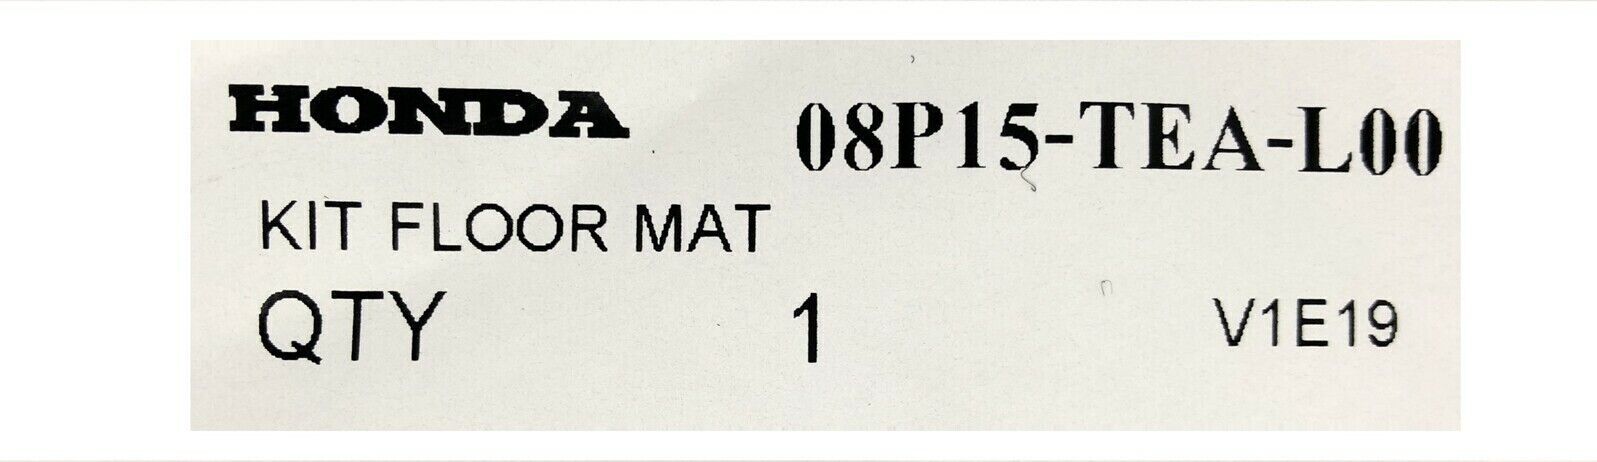 HONDA 08P15-TEA-L00
KIT FLOOR MAT
QTY 1 V1E19